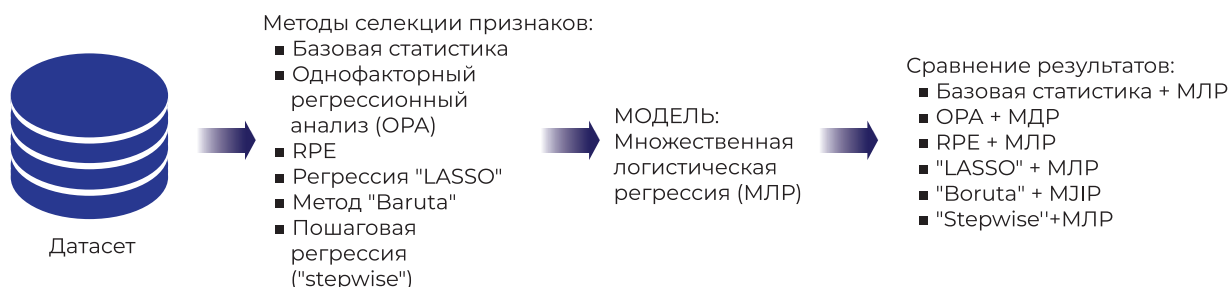 Датасет
Методы селекции признаков:
▪ Базовая статистика
▪ Однофакторный
регрессионный
анализ (ОРА)
▪ RPE
▪ Регрессия "LASSO"
▪ Метод "Baruta"
▪ Пошаговая
регрессия
("stepwise")
МОДЕЛЬ:
Множественная
логистическая
регрессия (МЛР)
Сравнение результатов:
▪ Базовая статистика + МЛР
▪ ОРА + МДР
▪ RPE + МЛР
▪ "LASSO" + МЛР
▪ "Boruta" + MJIP
▪ "Stepwise"+МЛР